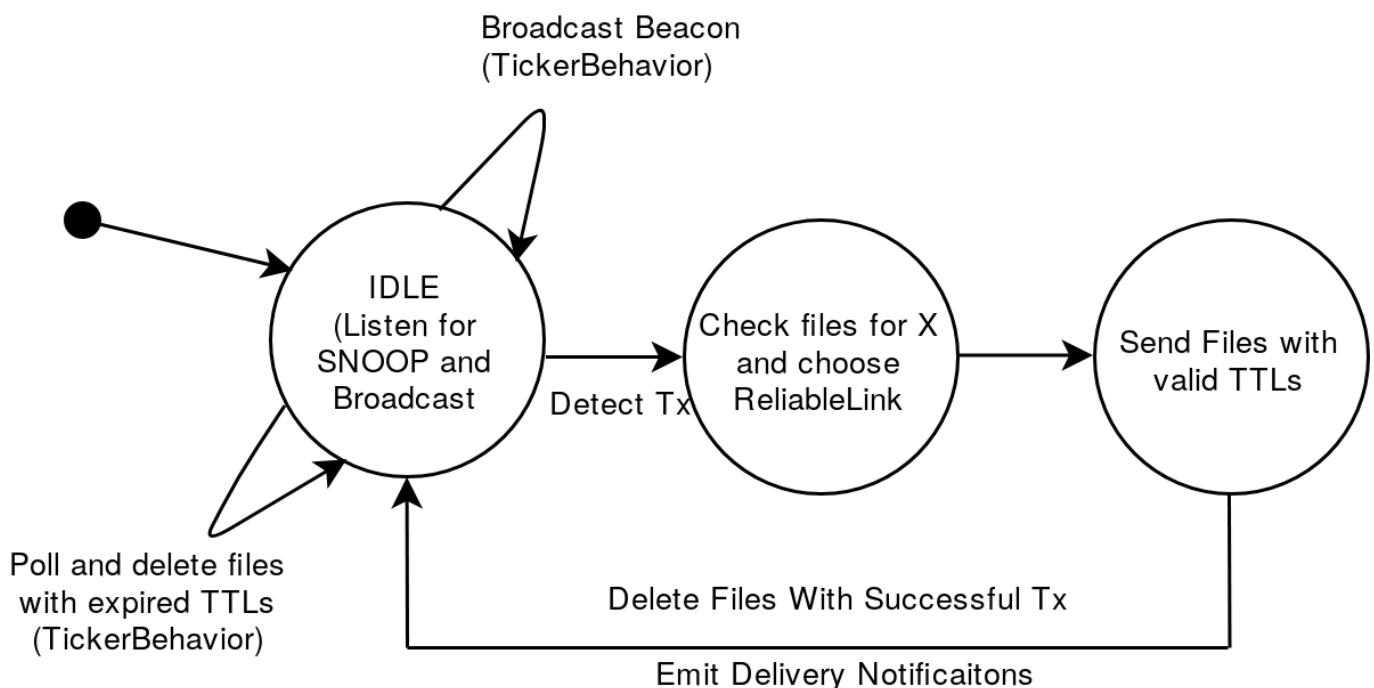 Broadcast Beacon
(TickerBehavior)
IDLE
(Listen for
SNOOP and
Broadcast
Detect Tx
Check files for X
and choose
ReliableLink
Send Files with
valid TTLs
Poll and delete files
with expired TTLs
(TickerBehavior)
Delete Files With Successful Tx
Emit Delivery Notificaitons